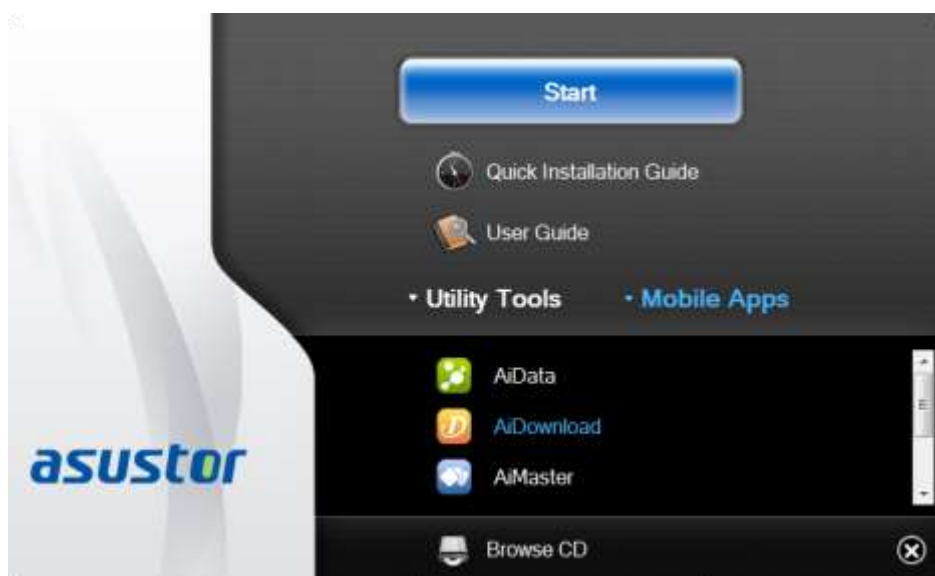 Start
Quick Installation Guide
User Guide
Utility Tools
Mobile Apps
AiData
AiDownload
AiMaster
asustor
Browse CD